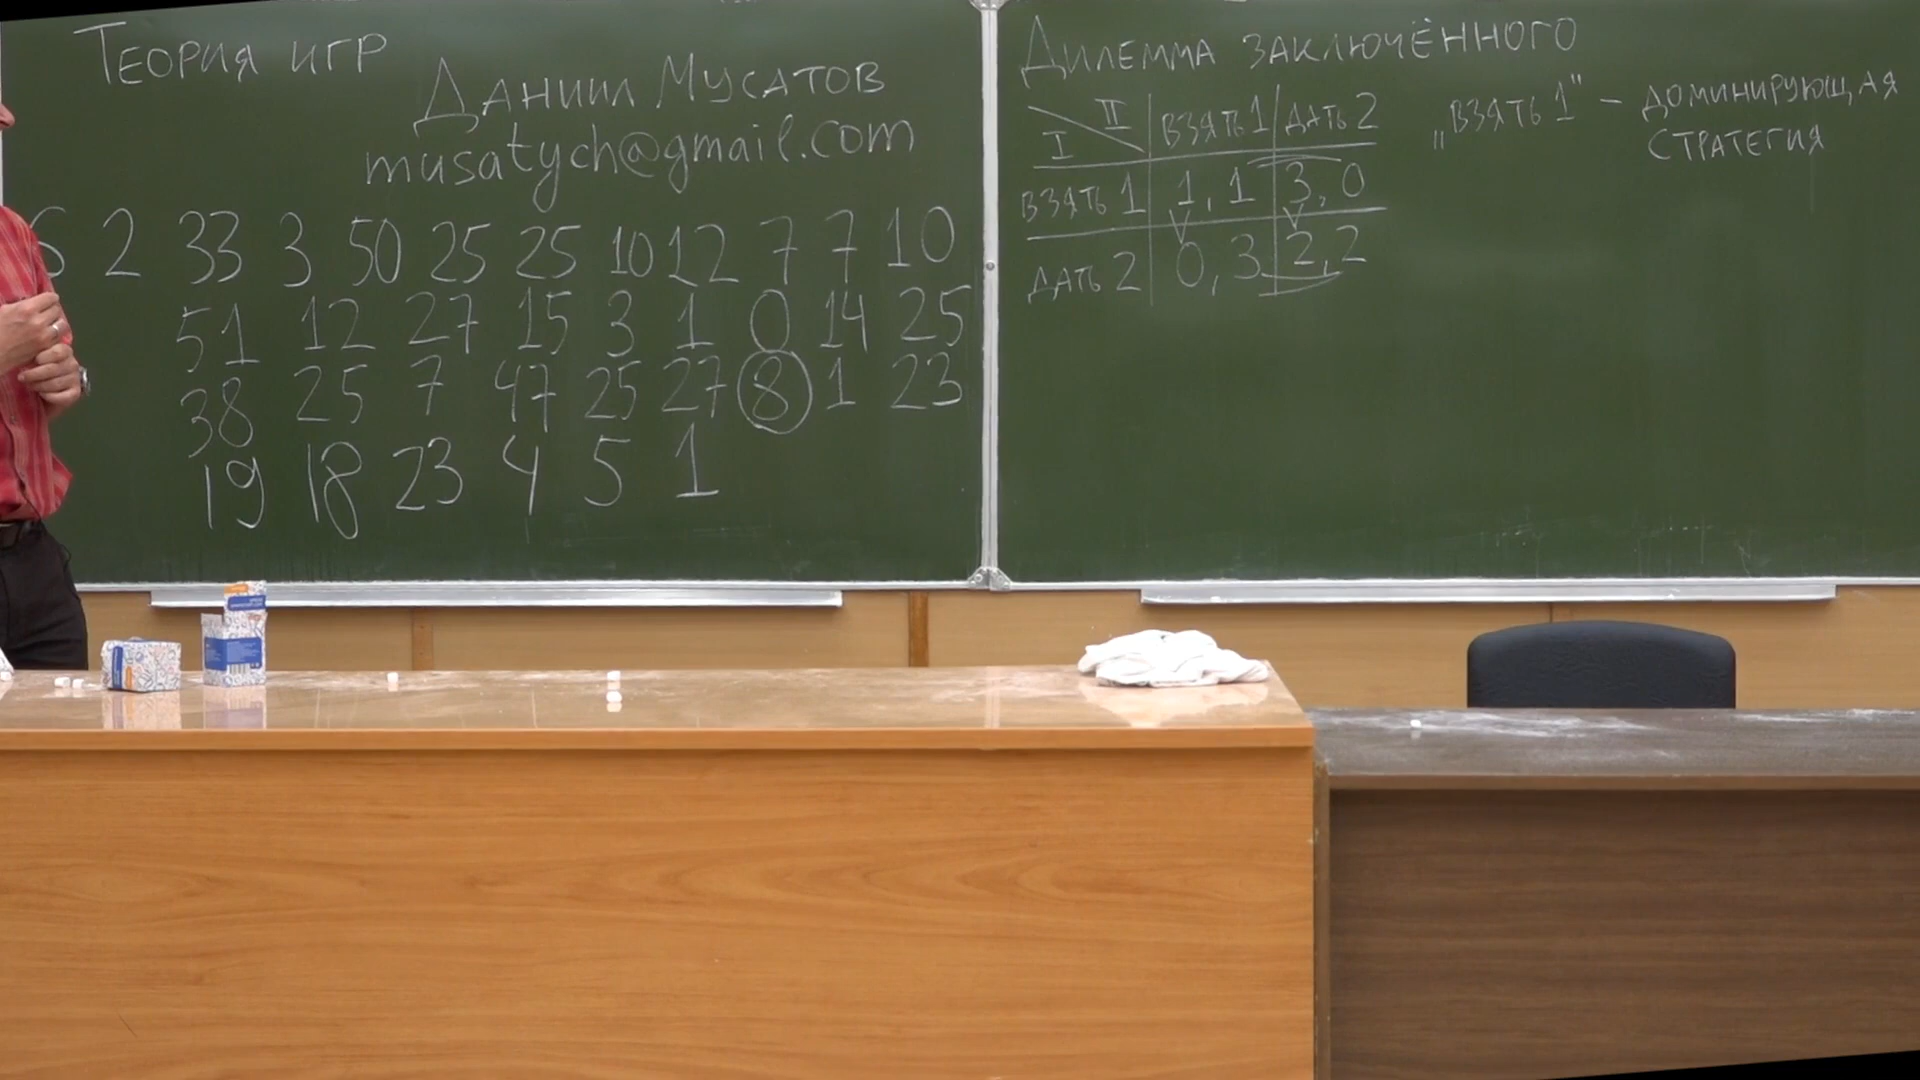 Теория игр
Даниил Мусатов
musatych@gmail.com
6 2 33 3 50 25 25 10 12 7 7 10
51 12 27 15 3 1 0 14 25
38 25 7 47 25 27 8 1 23
19 18 23 4 5 1
Дилемма заключённого
II
I
взять 1 дать 2
взять 1 1, 1 3, 0
дать 2 0, 3 2, 2
„взять 1" – доминирующая
стратегия